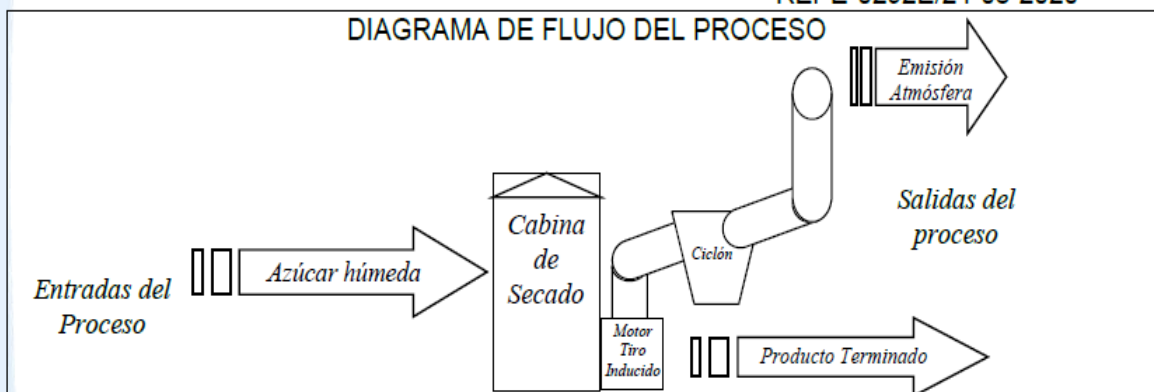 DIAGRAMA DE FLUJO DEL PROCESO
Emisión
Atmósfera
Salidas del
proceso
Cabina
de
Secado
Ciclón
Azúcar húmeda
Entradas del
Proceso
Motor
Tiro
Inducido
Producto Terminado